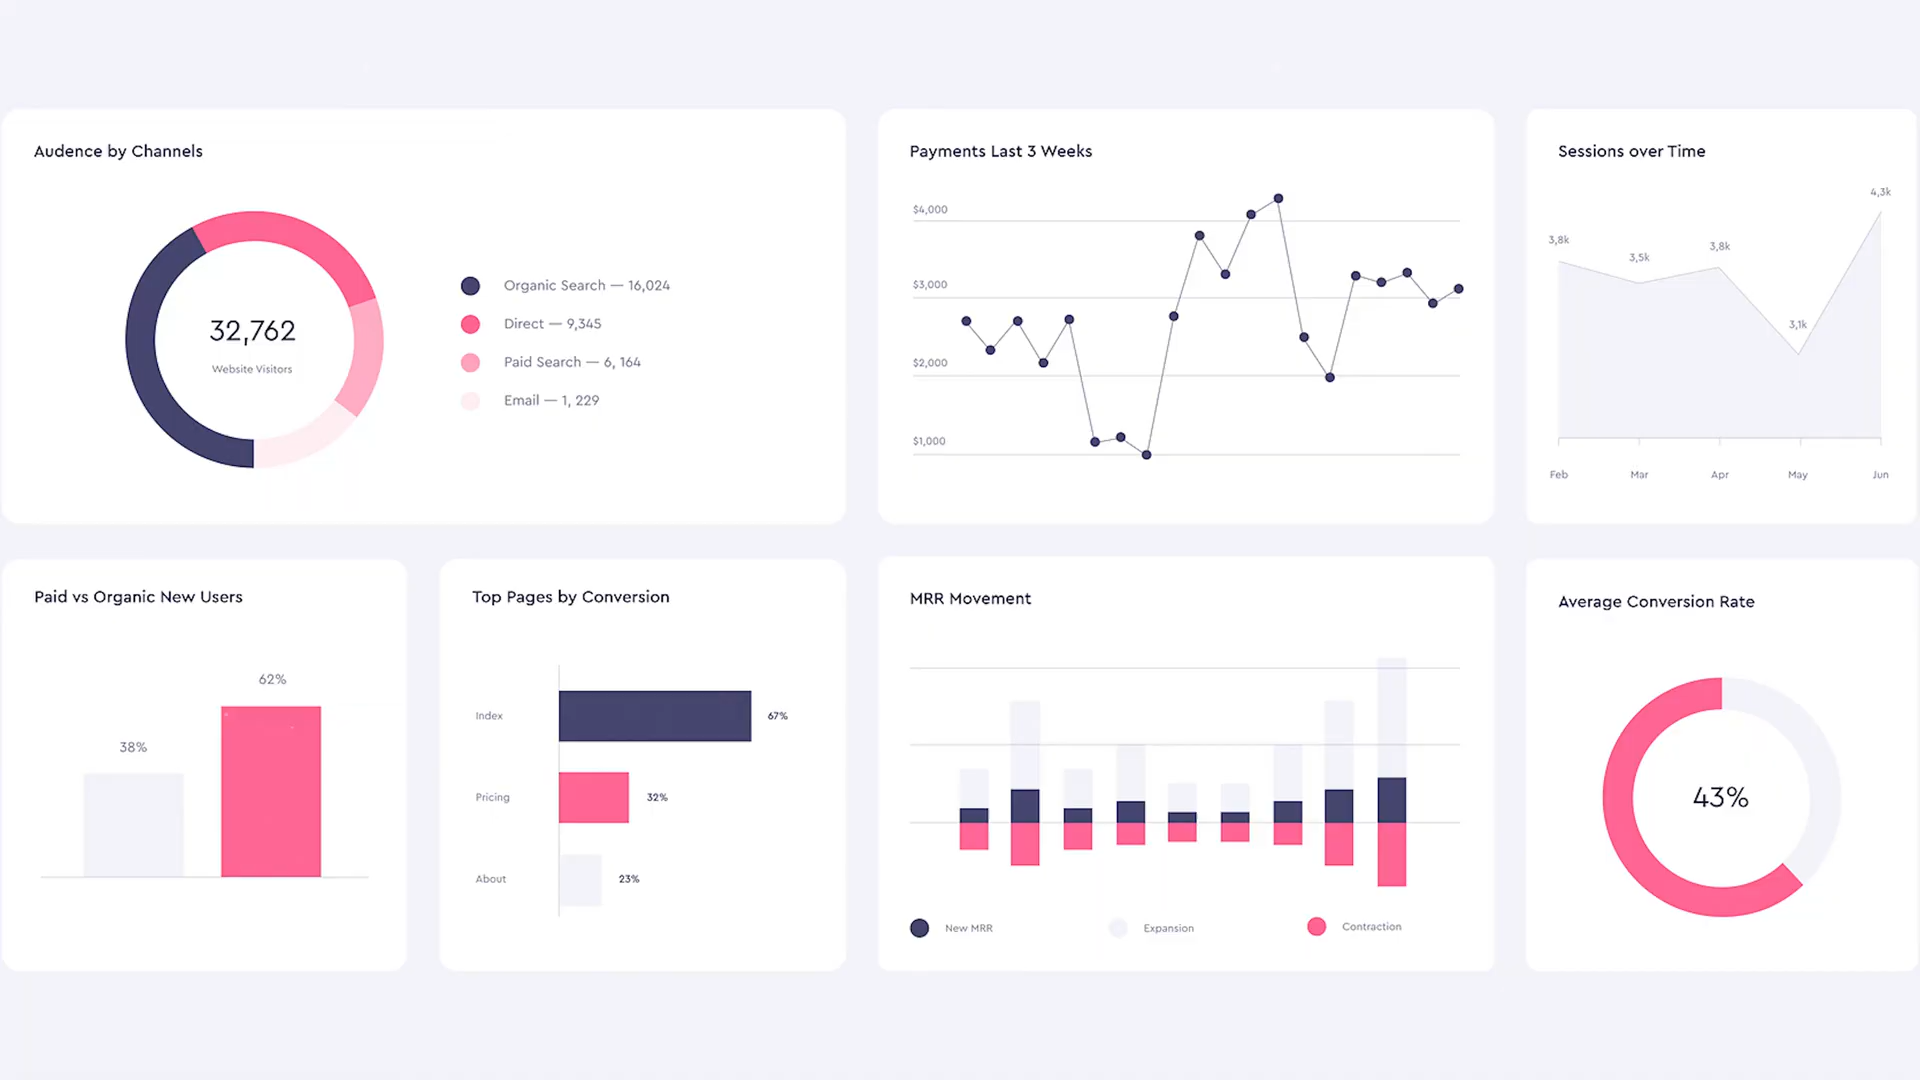 Audence by Channels
32,762
Website Visitors
Organic Search — 16,024
Direct — 9,345
Paid Search — 6, 164
Email — 1, 229
Payments Last 3 Weeks
$4,000
$3,000
$2,000
$1,000
Sessions over Time
3,8k
3,5k
3,8k
3,1k
4,3k
Feb
Mar
Apr
May
Jun
Paid vs Organic New Users
38%
62%
Top Pages by Conversion
Index
67%
Pricing
32%
About
23%
MRR Movement
New MRR
Expansion
Contraction
Average Conversion Rate
43%